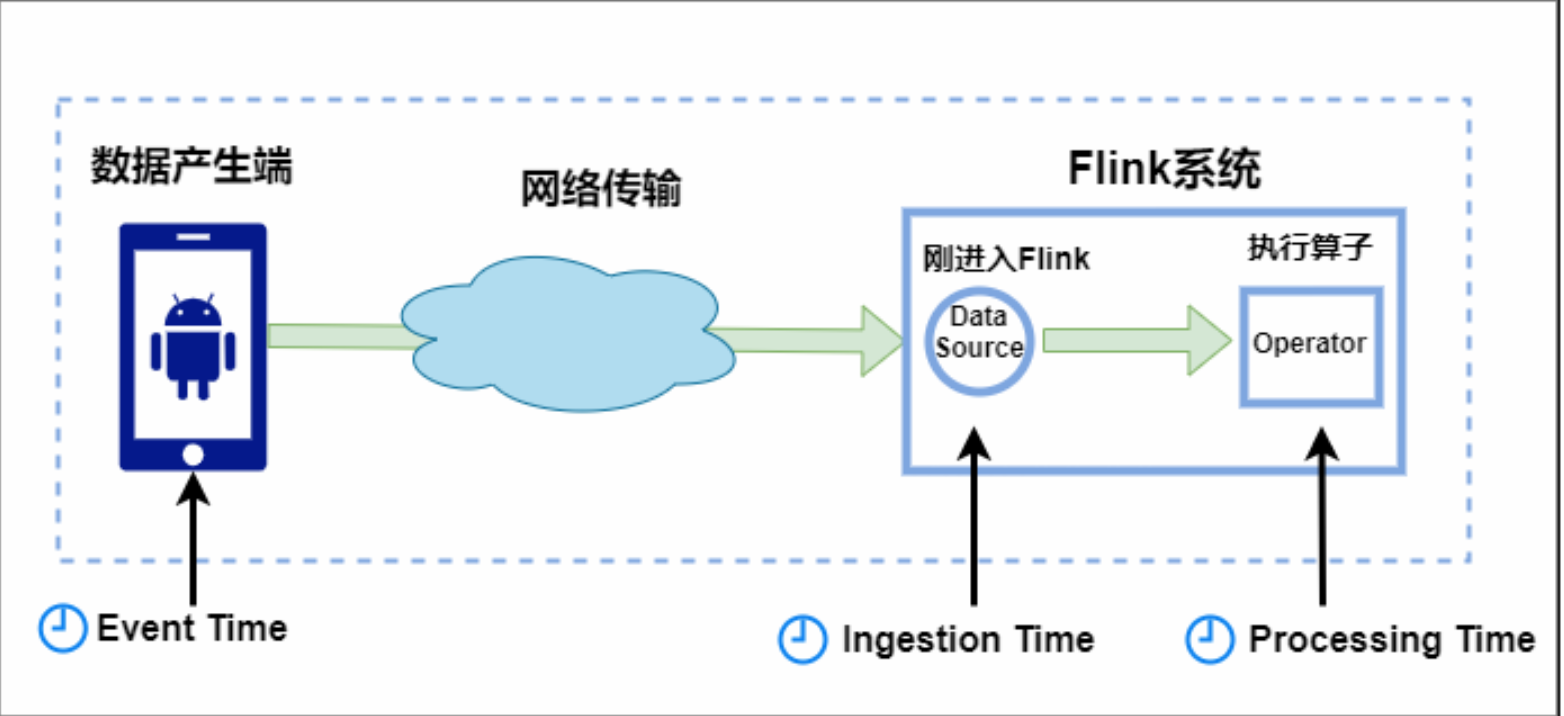 数据产生端
网络传输
Flink系统
刚进入Flink
执行算子
Data
Source
Operator
Event Time
Ingestion Time
Processing Time